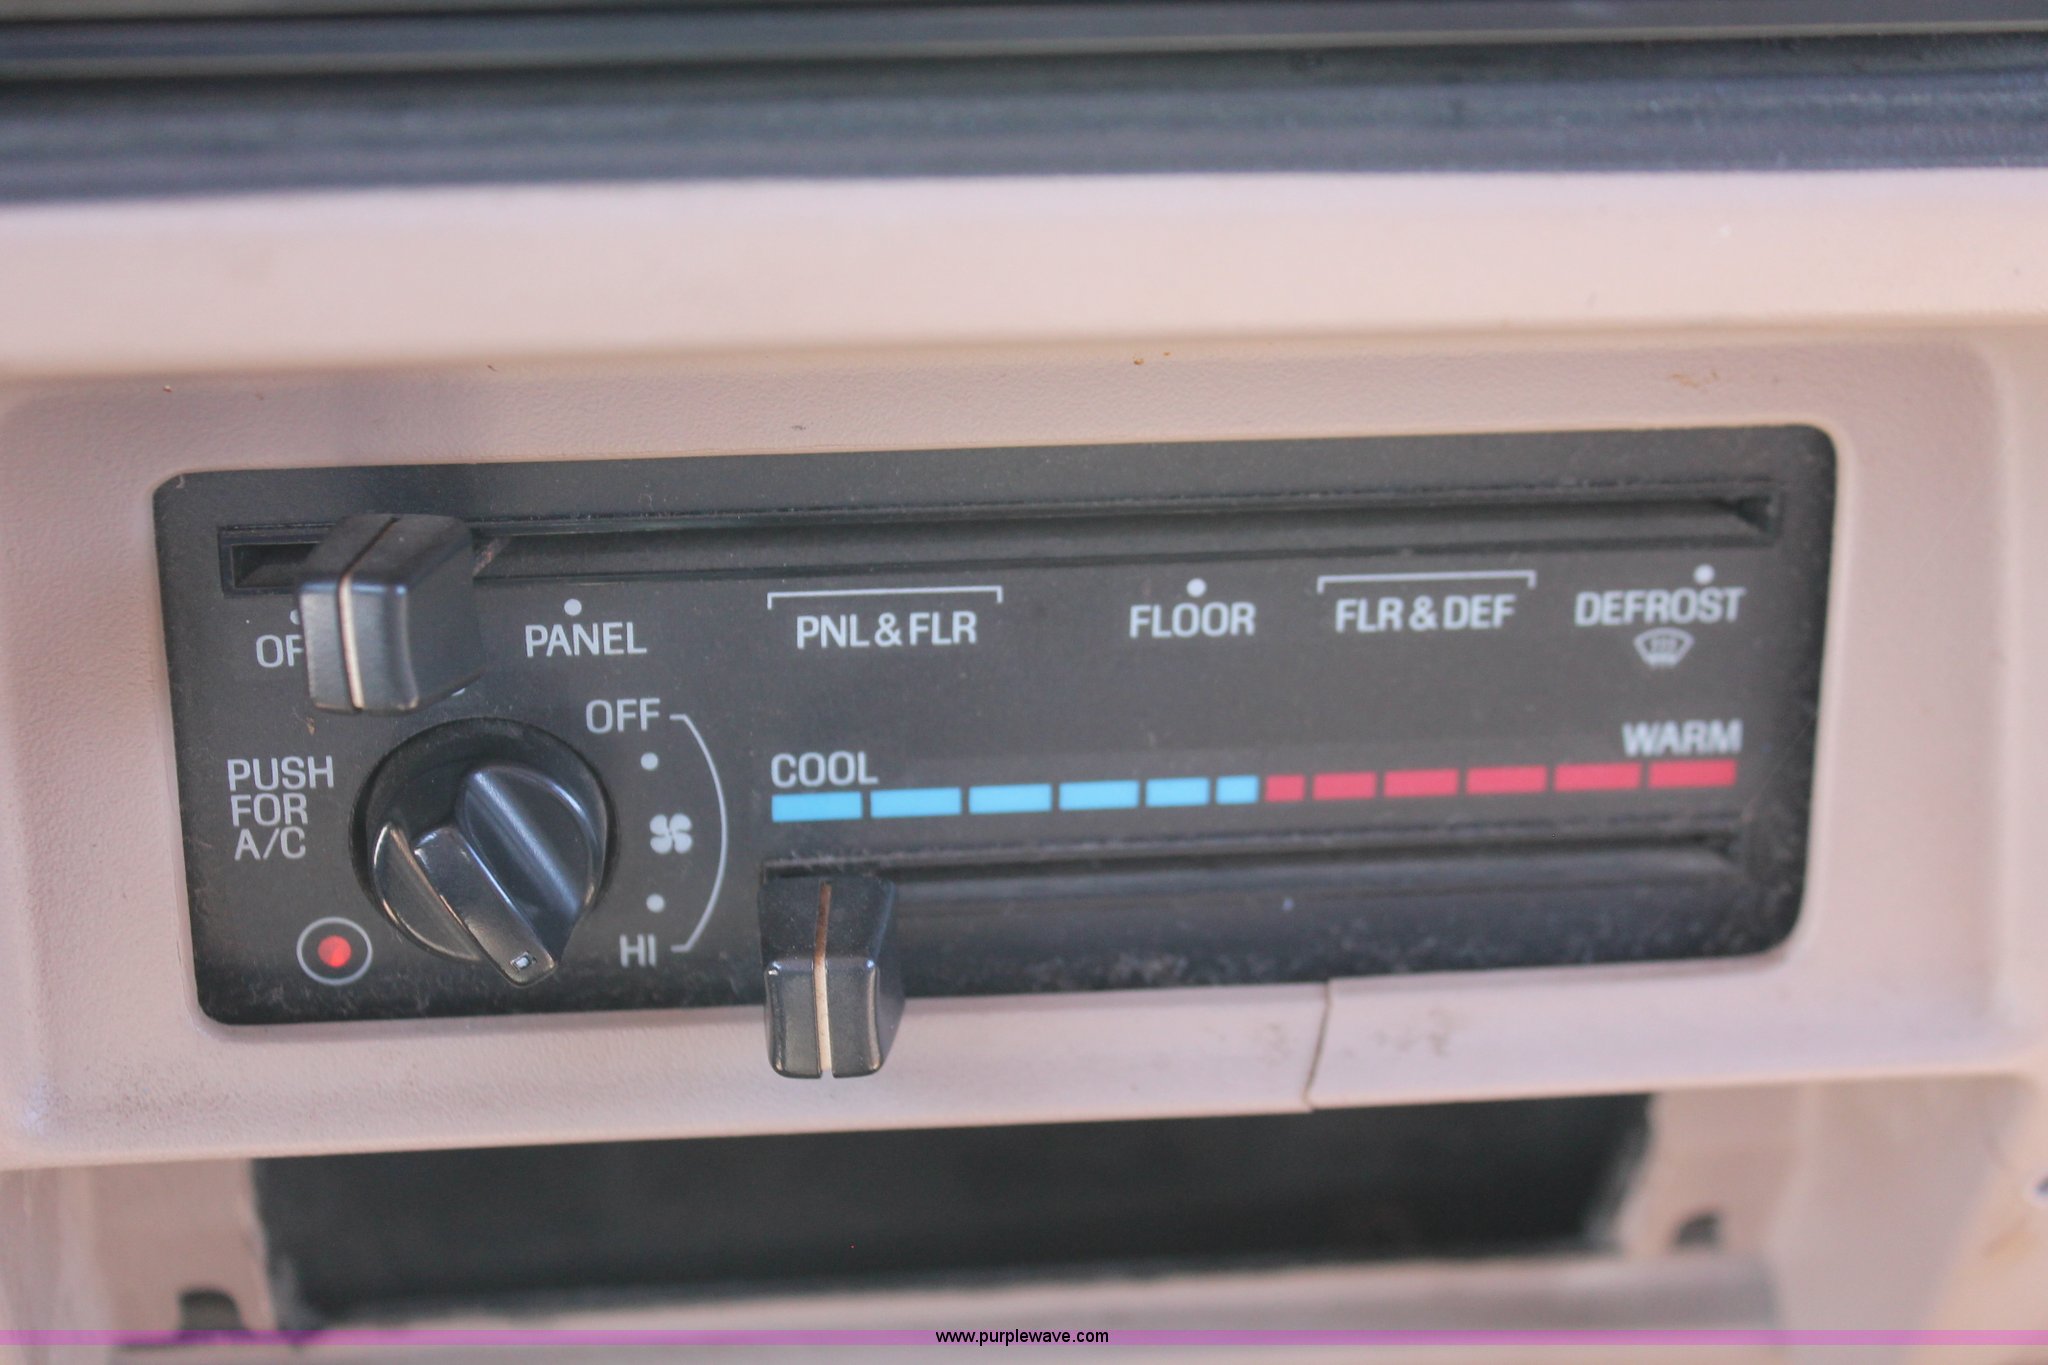 OF
PANEL
PNL & FLR
FLOOR
FLR & DEF
DEFROST
OFF
PUSH
FOR
A/C
HI
COOL
WARM
www.purplewave.com